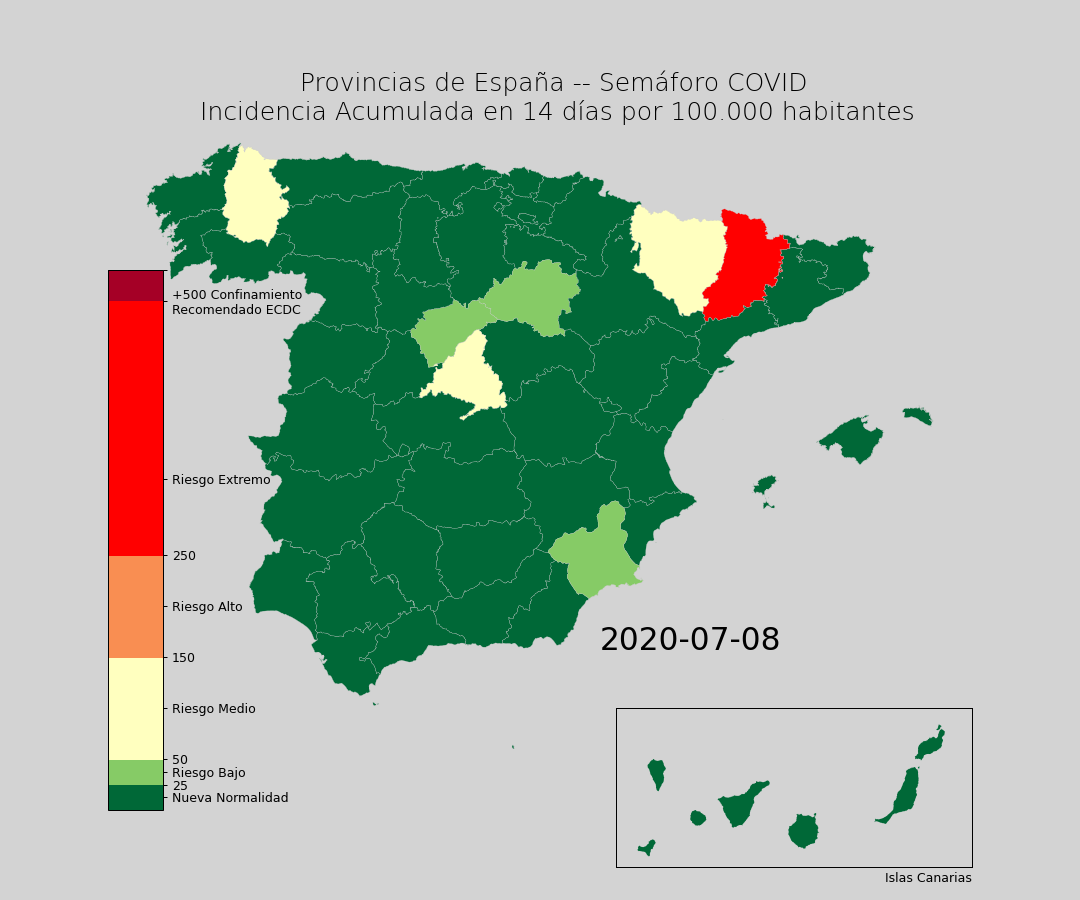 Provincias de España -- Semáforo COVID
Incidencia Acumulada en 14 días por 100.000 habitantes
+500 Confinamiento
Recomendado ECDC
Riesgo Extremo
250
Riesgo Alto
150
Riesgo Medio
50
Riesgo Bajo
25
Nueva Normalidad
2020-07-08
Islas Canarias